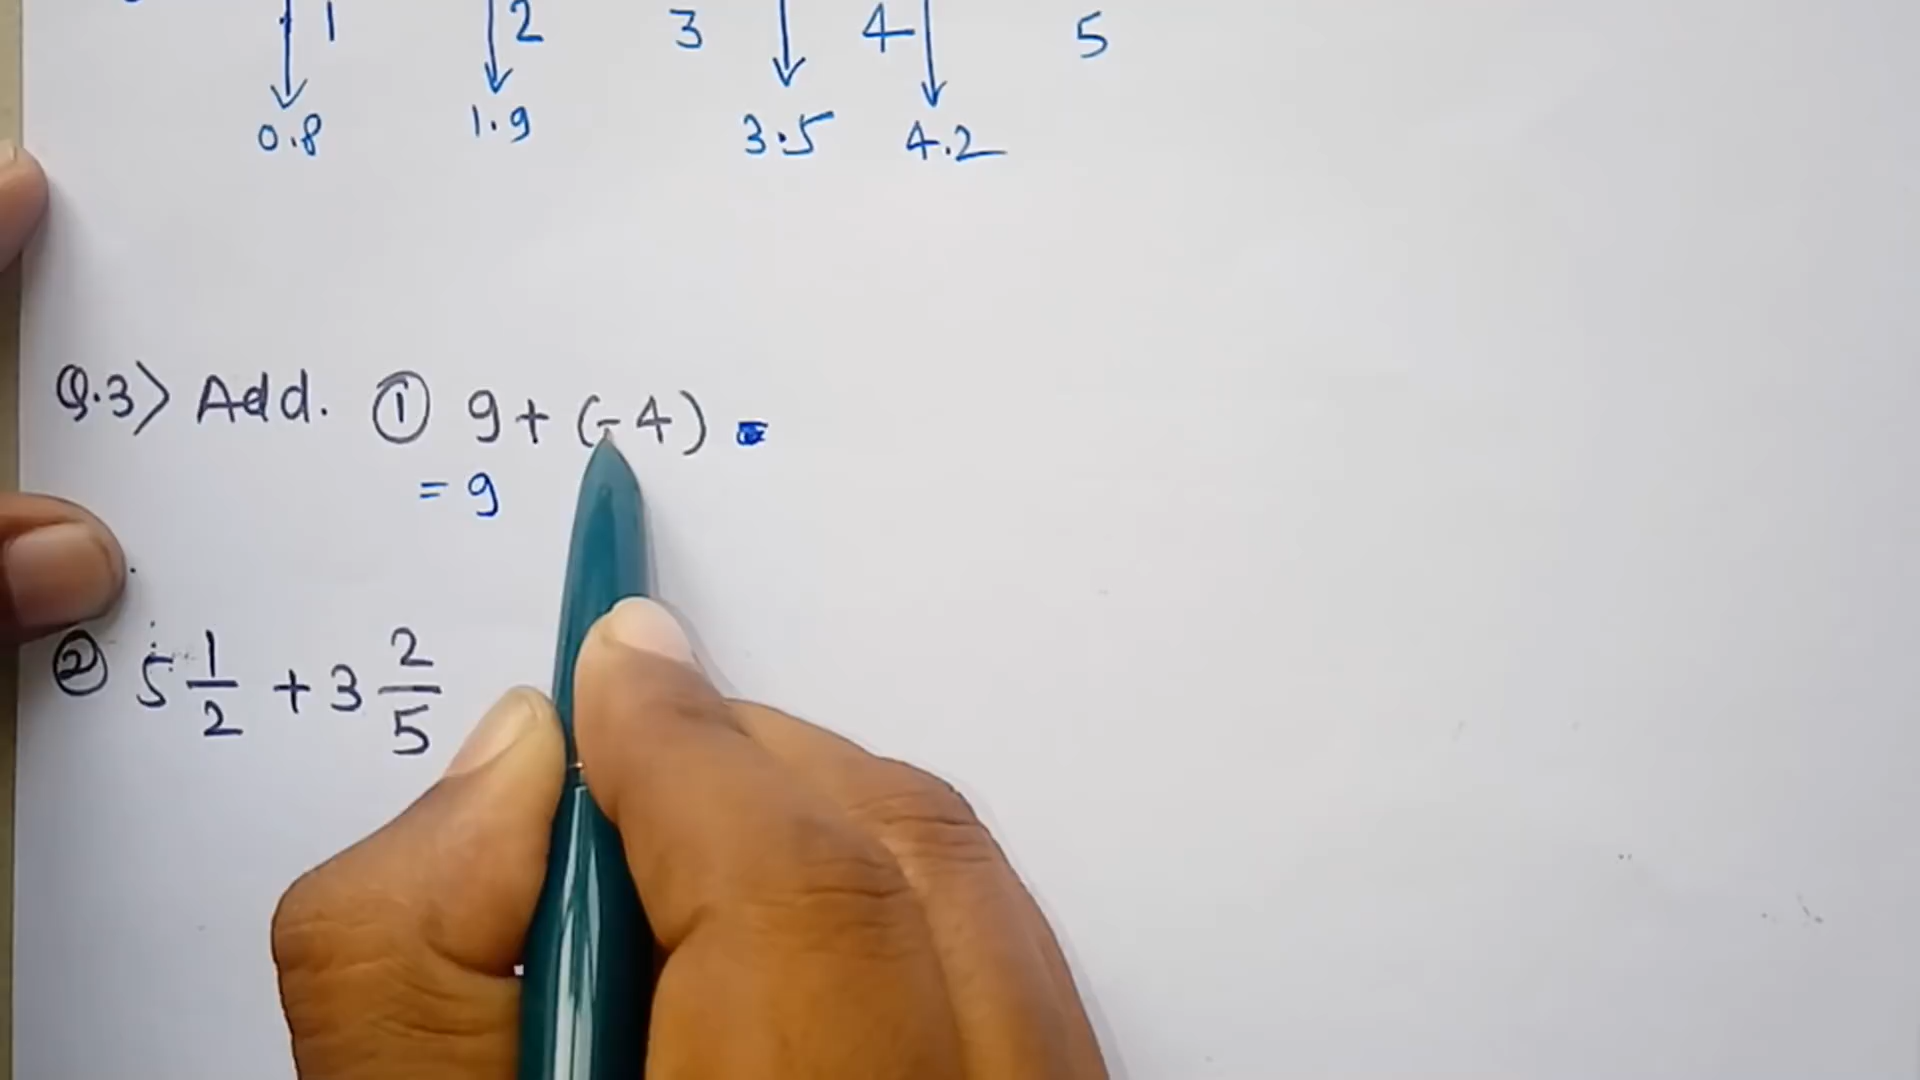 1 2 3 4 5
0.8 1.9 3.5 4.2
Q.3> Add. ① 9 + (-4) =
= 9
② 5 1/2 + 3 2/5